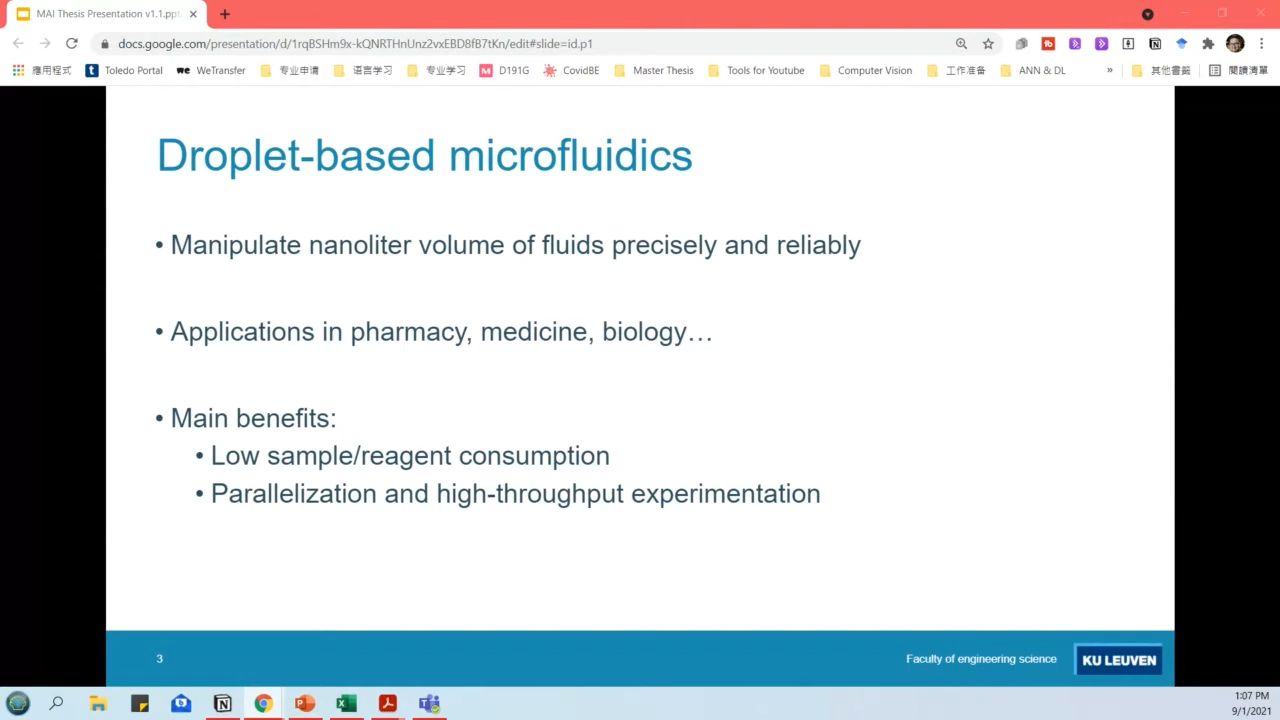 MAI Thesis Presentation v1.1.ppt
docs.google.com/presentation/d/1rqBSHm9x-kQNRTHnUnz2vxEBD8fB7tKn/edit#slide=id.p1
應用程式 Toledo Portal WeTransfer 专业申请 语言学习 专业学习 D191G CovidBE Master Thesis Tools for Youtube Computer Vision 工作准备 ANN & DL » 其他書籤 閱讀清單
Droplet-based microfluidics
• Manipulate nanoliter volume of fluids precisely and reliably
• Applications in pharmacy, medicine, biology…
• Main benefits:
• Low sample/reagent consumption
• Parallelization and high-throughput experimentation
3 Faculty of engineering science KU LEUVEN
1:07 PM
9/1/2021